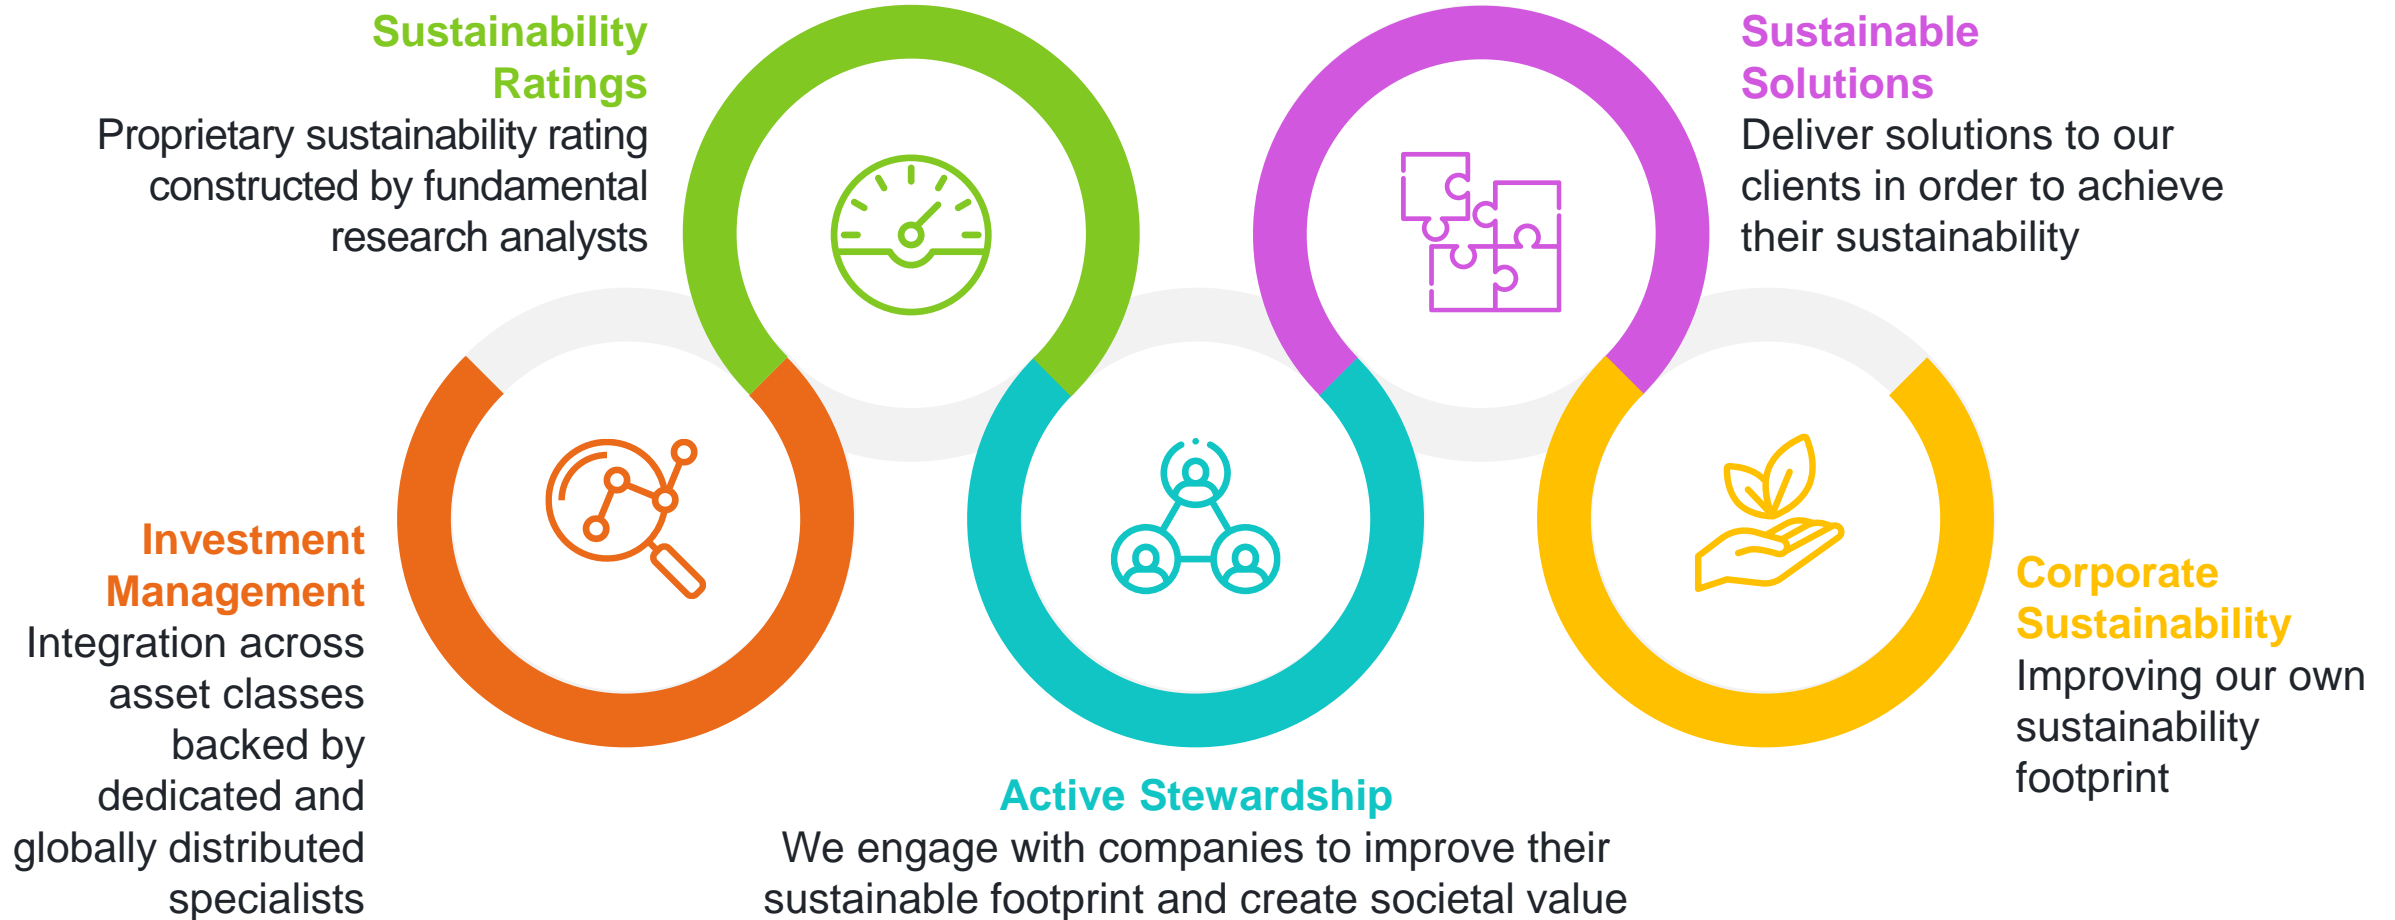 Sustainability
Ratings
Proprietary sustainability rating
constructed by fundamental
research analysts
Sustainable
Solutions
Deliver solutions to our
clients in order to achieve
their sustainability
Investment
Management
Integration across
asset classes
backed by
dedicated and
globally distributed
specialists
Active Stewardship
We engage with companies to improve their
sustainable footprint and create societal value
Corporate
Sustainability
Improving our own
sustainability
footprint